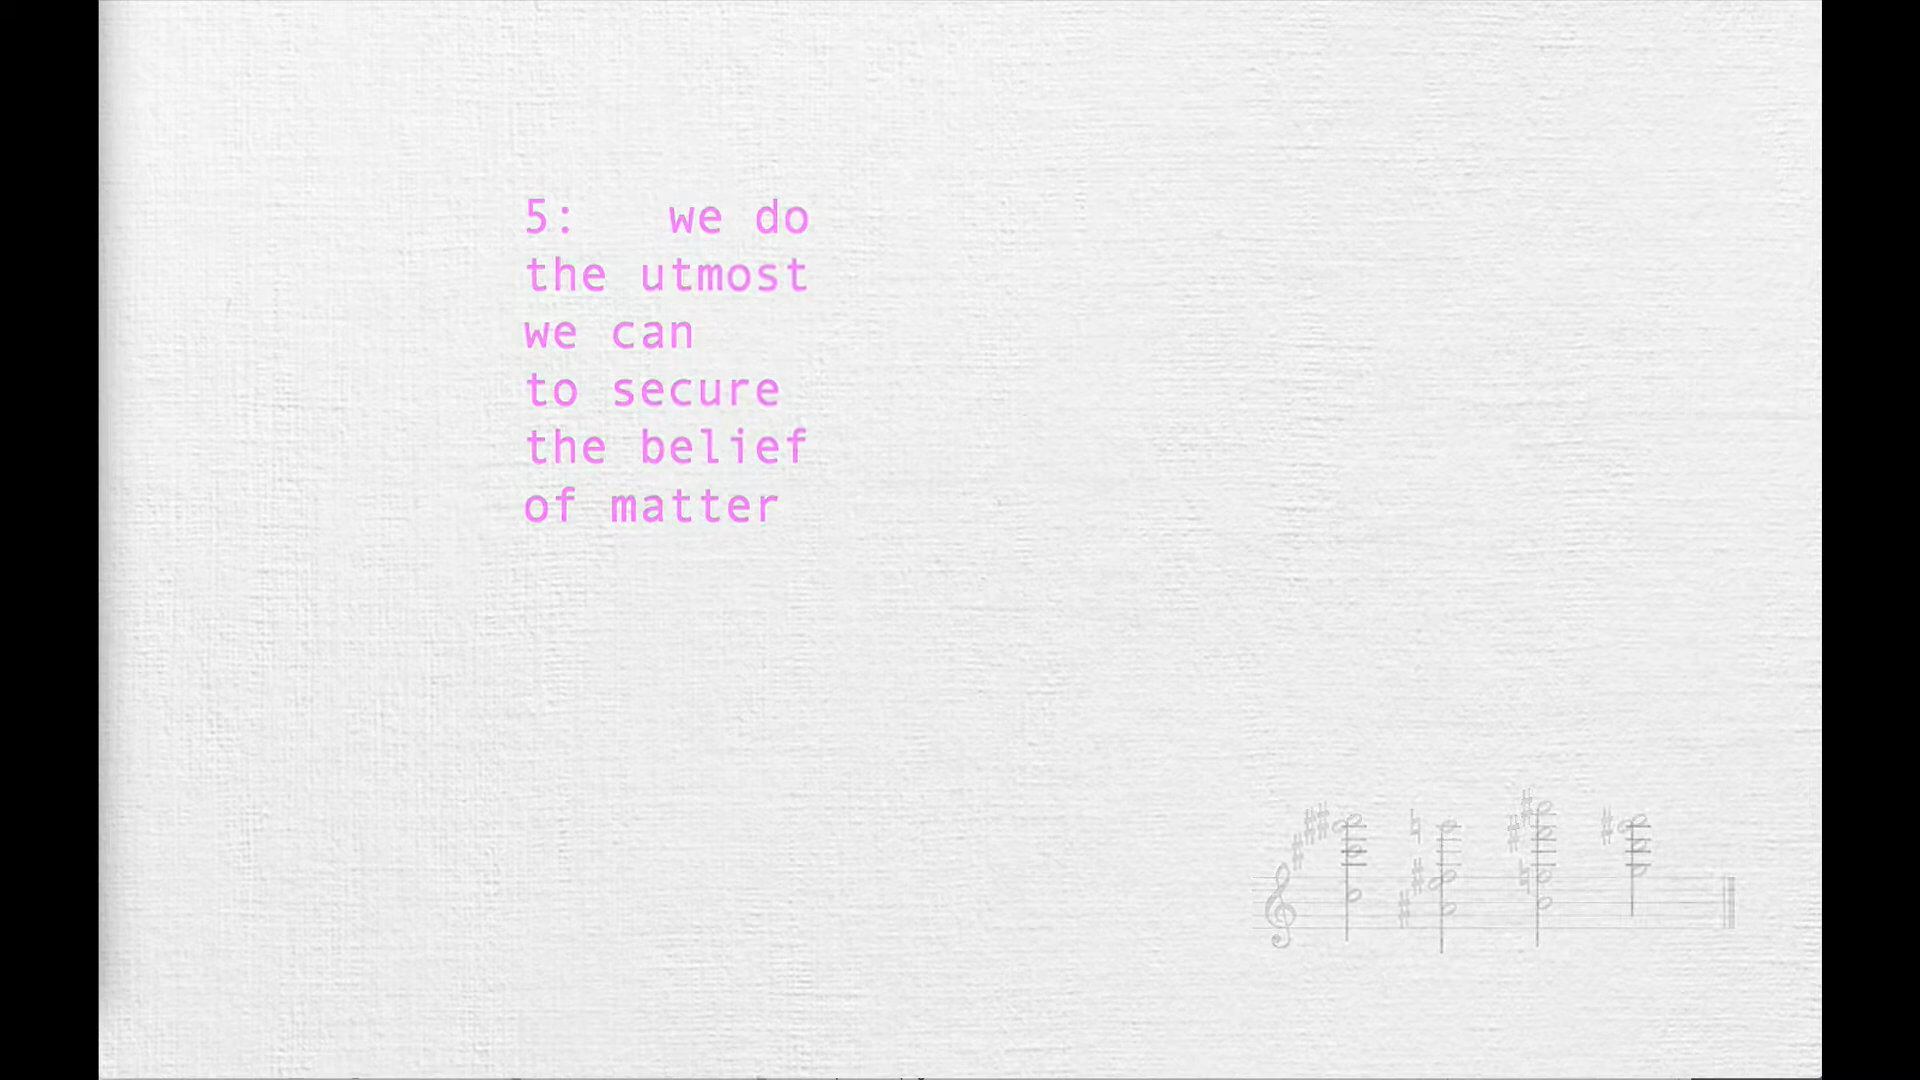 5:   we do
the utmost
we can
to secure
the belief
of matter